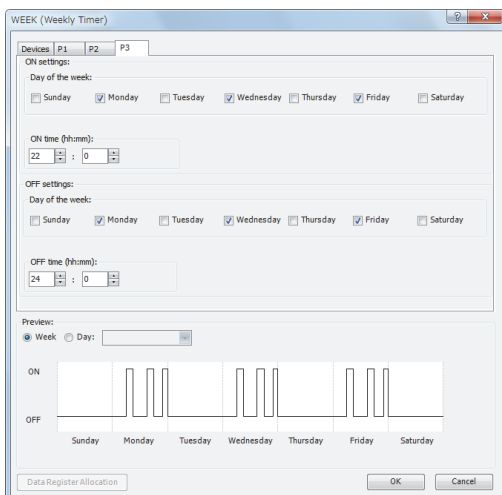 WEEK (Weekly Timer)
Devices P1 P2 P3
ON settings:
Day of the week:
Sunday Monday Tuesday Wednesday Thursday Friday Saturday
ON time (hh:mm):
22 : 0
OFF settings:
Day of the week:
Sunday Monday Tuesday Wednesday Thursday Friday Saturday
OFF time (hh:mm):
24 : 0
Preview:
Week Day:
ON
OFF
Sunday Monday Tuesday Wednesday Thursday Friday Saturday
Data Register Allocation OK Cancel